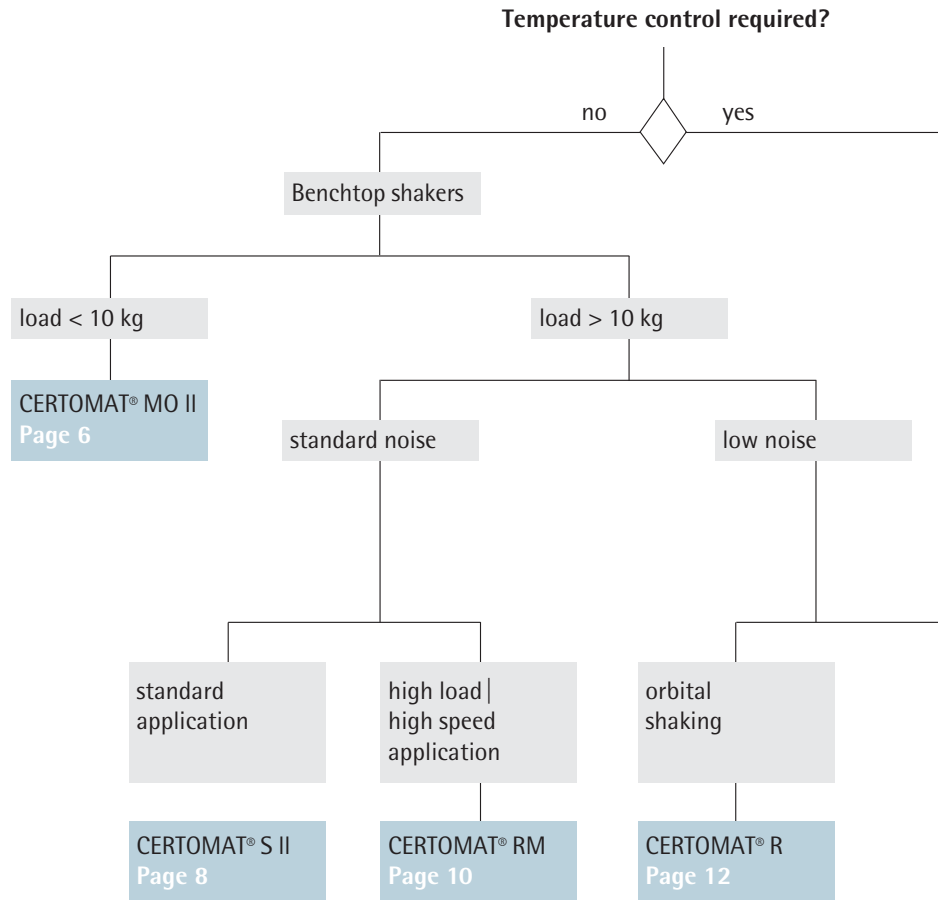 Temperature control required?
no
yes
Benchtop shakers
load < 10 kg
load > 10 kg
CERTOMAT® MO II
Page 6
standard noise
low noise
standard
application
high load|
high speed
application
orbital
shaking
CERTOMAT® S II
Page 8
CERTOMAT® RM
Page 10
CERTOMAT® R
Page 12